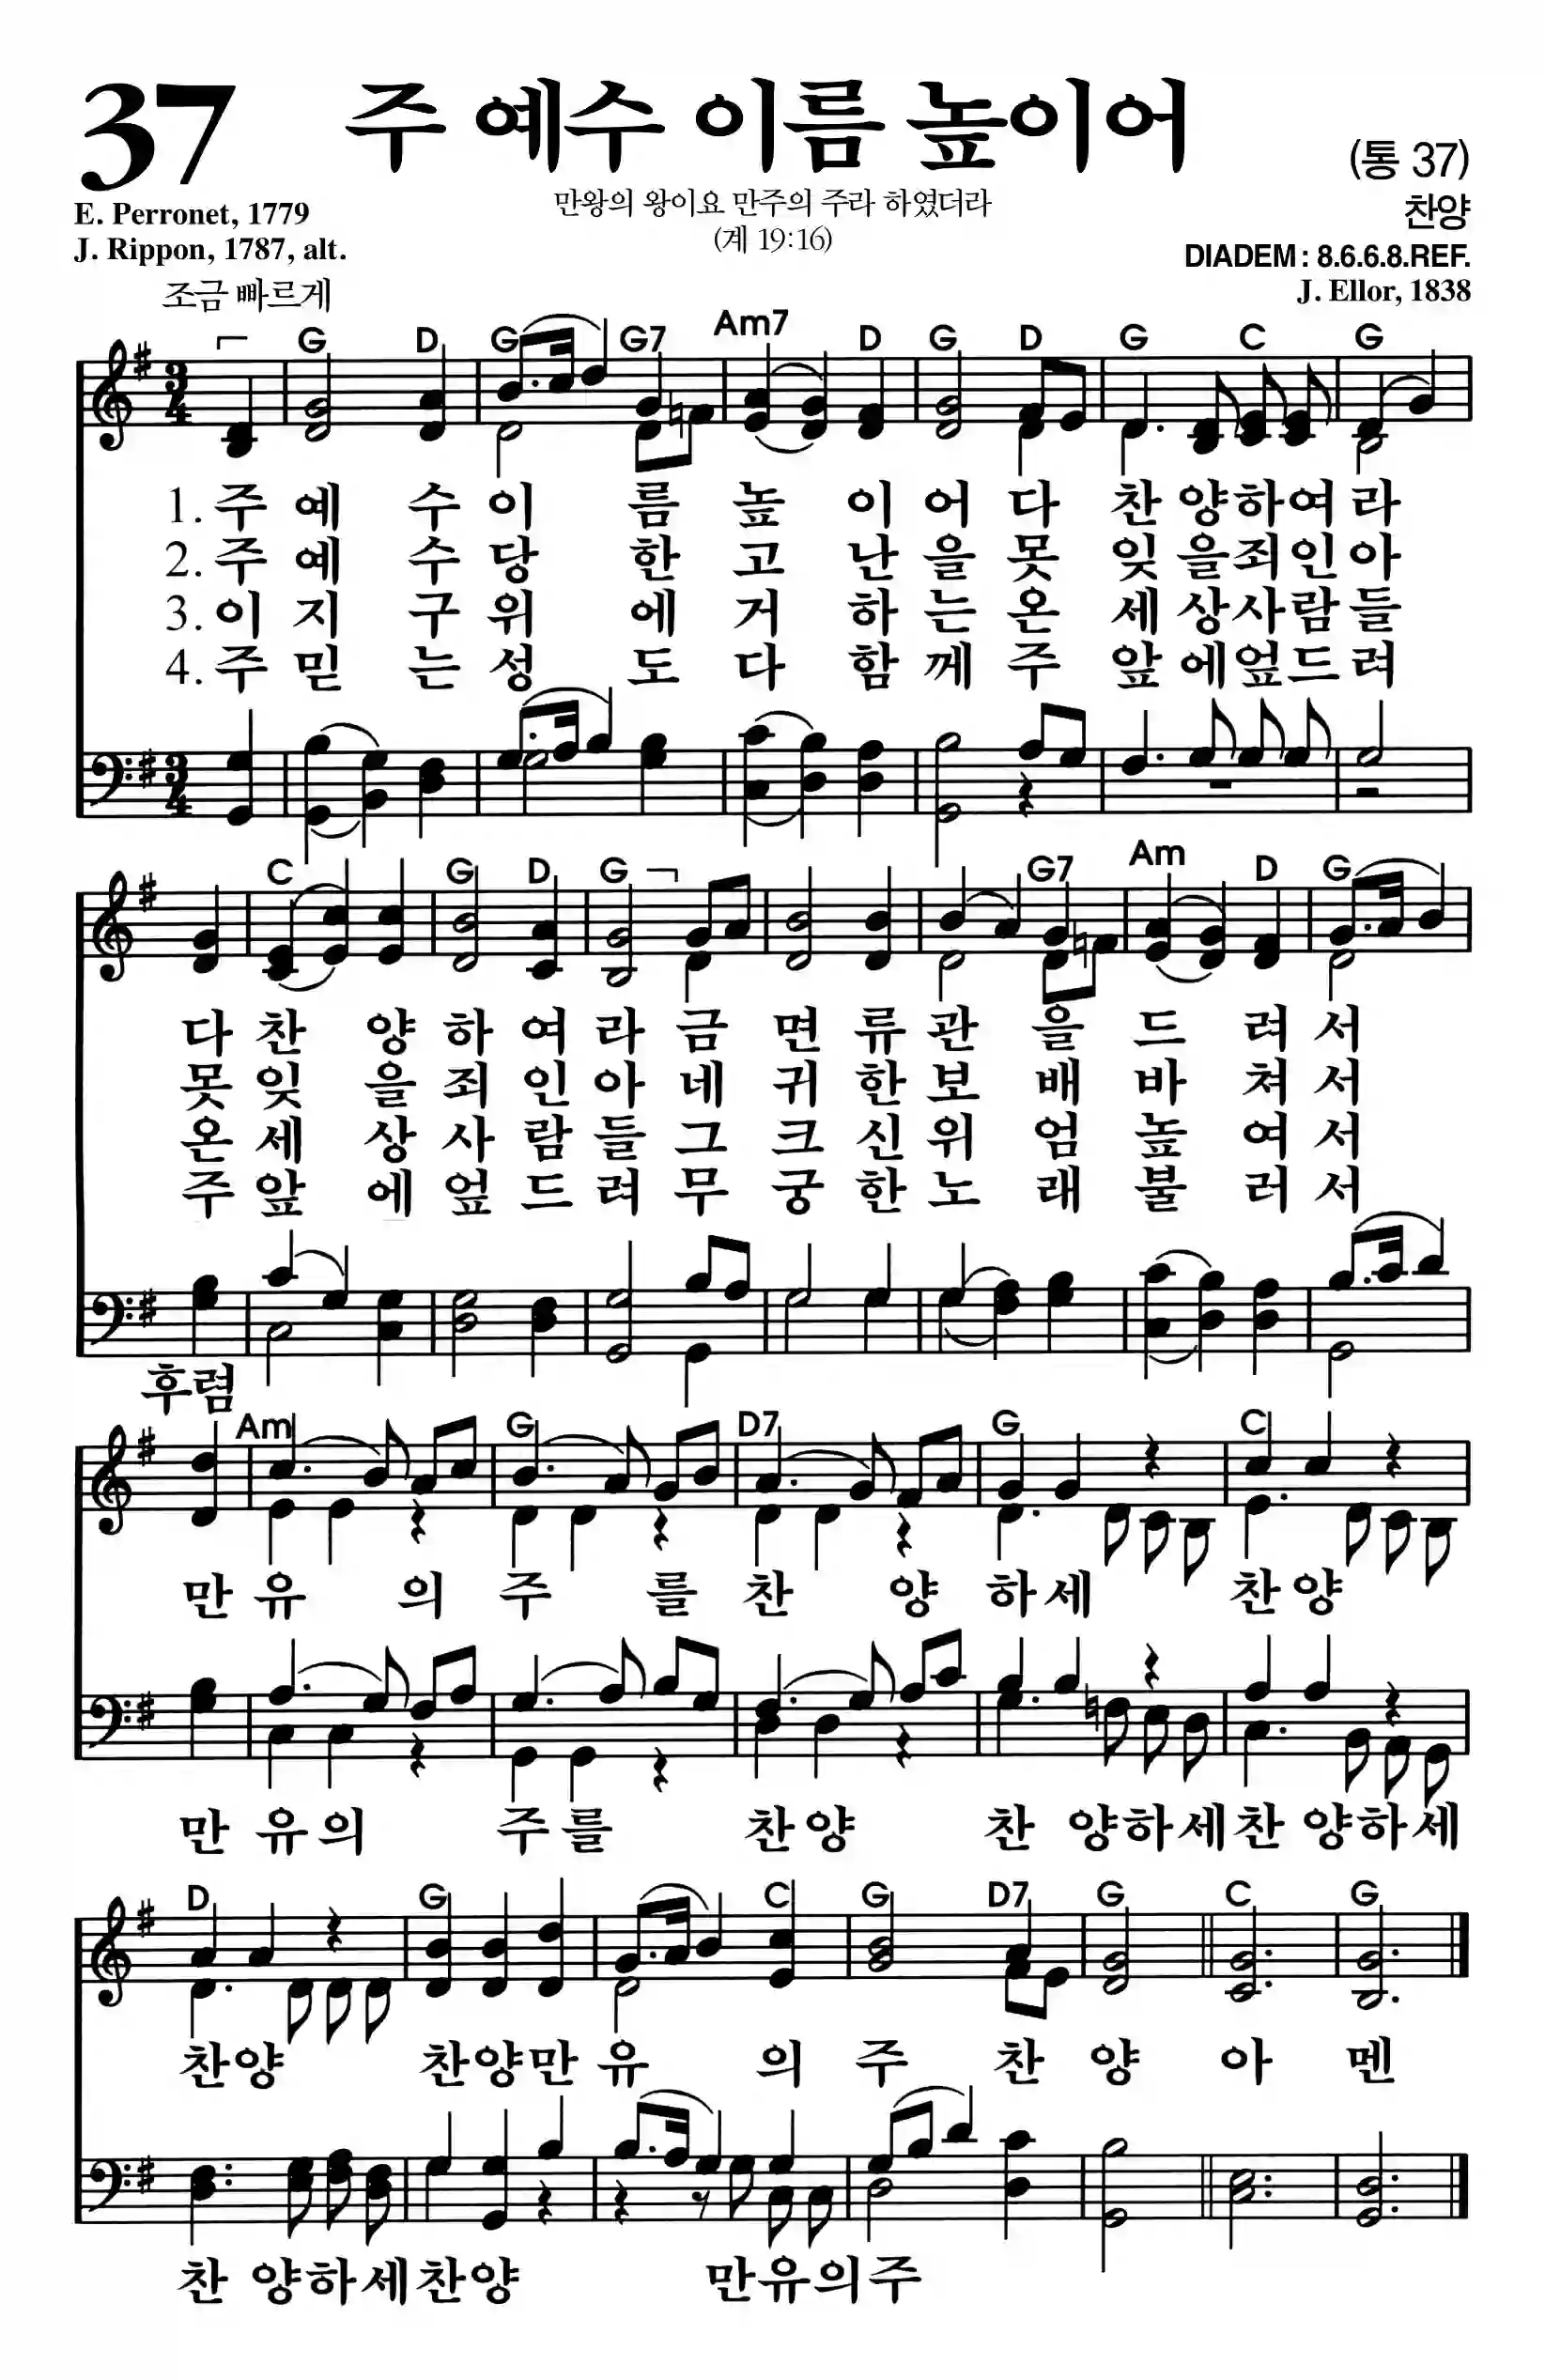 37 주 예수 이름 높이어 (통 37)
만왕의 왕이요 만주의 주라 하였더라
(계 19:16)
찬양
E. Perronet, 1779
J. Rippon, 1787, alt.
DIADEM : 8.6.6.8.REF.
J. Ellor, 1838
조금 빠르게
G D G G7 Am7 D G D G C G
1. 주 예 수 이 름 높 이 어 다 찬 양 하 여 라
2. 주 예 수 당 한 고 난 을 못 잊 을 죄 인 아
3. 이 지 구 위 에 거 하 는 온 세 상 사 람 들
4. 주 믿 는 성 도 다 함 께 주 앞 에 엎 드 려
C G D G G7 Am D G
다 찬 양 하 여 라 금 면 류 관 을 드 려 서
못 잊 을 죄 인 아 네 귀 한 보 배 바 쳐 서
온 세 상 사 람 들 그 크 신 위 엄 높 여 서
주 앞 에 엎 드 려 무 궁 한 노 래 불 러 서
후렴
Am G D7 G C
만 유 의 주 를 찬 양 하 세 찬 양
만 유 의 주 를 찬 양 찬 양 하 세 찬 양 하 세
D G C G D7 G C G
찬 양 찬 양 만 유 의 주 찬 양 아 멘
찬 양 하 세 찬 양 만 유 의 주